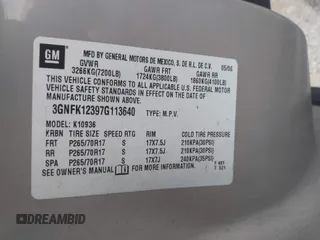 GM
MFD BY GENERAL MOTORS DE MEXICO, S. DE R.L. DE C.V.
05/06
GVWR GAWR FRT GAWR RR
3266KG(7200LB) 1724KG(3800LB) 1860KG(4100LB)
THIS VEHICLE CONFORMS TO ALL APPLICABLE U.S. FEDERAL MOTOR
VEHICLE SAFETY STANDARDS IN EFFECT ON THE DATE OF
MANUFACTURE SHOWN ABOVE.
3GNFK12397G113640 TYPE: M.P.V.
MODEL: K10936
KRBN TIRE SIZE SPEED RTG RIM COLD TIRE PRESSURE
FRT P265/70R17 S 17X7.5J 210KPA(30PSI)
RR P265/70R17 S 17X7.5J 210KPA(30PSI)
SPA P265/70R17 S 17X7J 240KPA(35PSI)
SEE OWNER'S MANUAL FOR ADDITIONAL INFORMATION
AUTOBIDMASTER